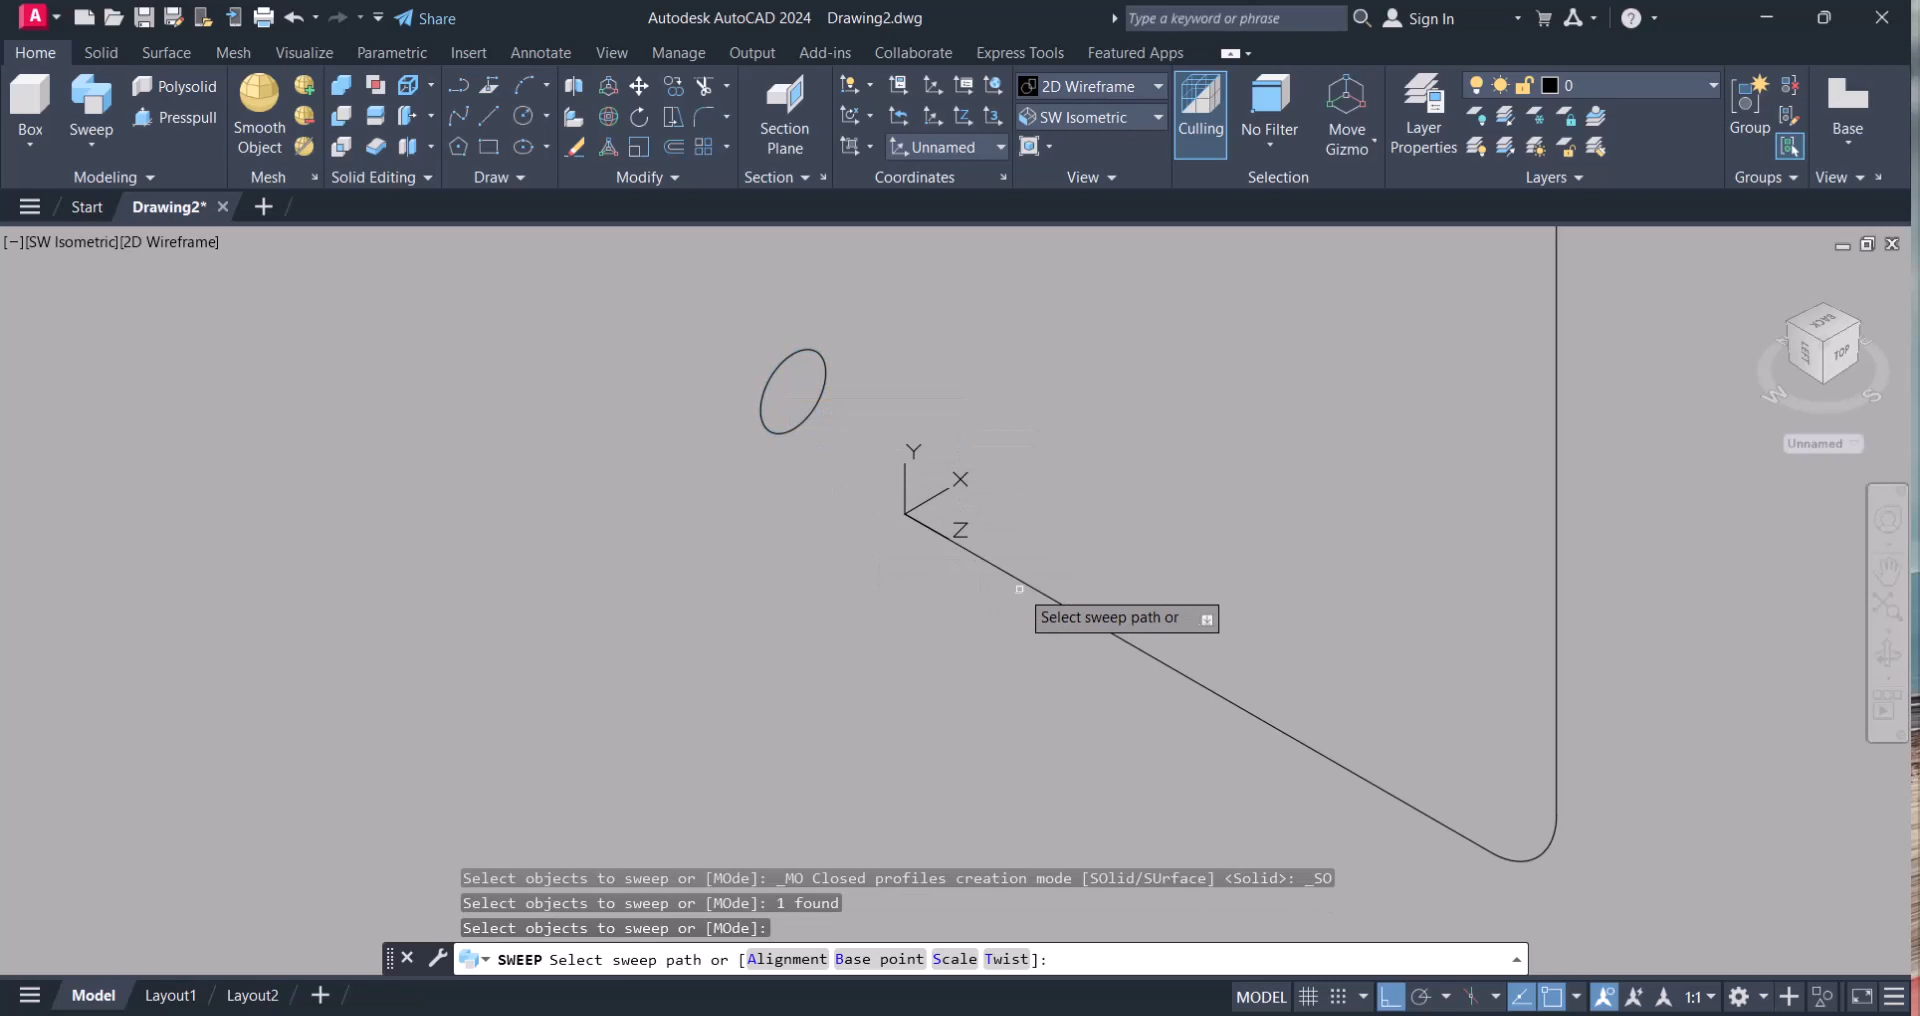 Share
Autodesk AutoCAD 2024 Drawing2.dwg
Type a keyword or phrase
Sign In
Home Solid Surface Mesh Visualize Parametric Insert Annotate View Manage Output Add-ins Collaborate Express Tools Featured Apps
Box
Sweep
Polysolid
Presspull
Modeling
Smooth
Object
Mesh
Solid Editing
Draw
Modify
Section
Plane
Section
Unnamed
Coordinates
2D Wireframe
SW Isometric
View
Culling
No Filter
Move
Gizmo
Selection
Layer
Properties
0
Layers
Group
Groups
Base
View
Start
Drawing2*
[−][SW Isometric][2D Wireframe]
BACK
LEFT
TOP
W
S
Unnamed
Y
X
Z
Select sweep path or
Select objects to sweep or [MOde]: _MO Closed profiles creation mode [SOlid/SUrface] <Solid>: _SO
Select objects to sweep or [MOde]: 1 found
Select objects to sweep or [MOde]:
SWEEP Select sweep path or [Alignment Base point Scale Twist]:
Model Layout1 Layout2
MODEL
1:1